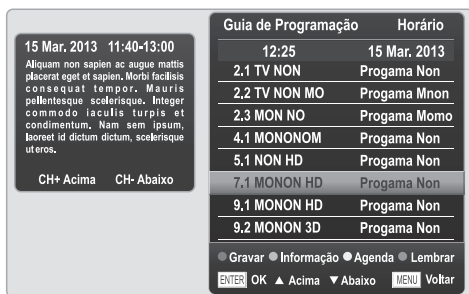 15 Mar. 2013 11:40-13:00
Aliquam non sapien ac augue mattis
placerat eget et sapien. Morbi facilisis
consequat tempor. Mauris
pellentesque scelerisque. Integer
commodo iaculis turpis et
condimentum. Nam sem ipsum,
laoreet id dictum dictum, scelerisque
ut eros.
CH+ Acima CH- Abaixo
Guia de Programação Horário
12:25 15 Mar. 2013
2.1 TV NON Progama Non
2.2 TV NON MO Progama Mnon
2.3 MON NO Progama Momo
4.1 MONONOM Progama Non
5.1 NON HD Progama Non
7.1 MONON HD Progama Non
9.1 MONON HD Progama Non
9.2 MONON 3D Progama Non
Gravar Informação Agenda Lembrar
ENTER OK ▲ Acima ▼ Abaixo MENU Voltar